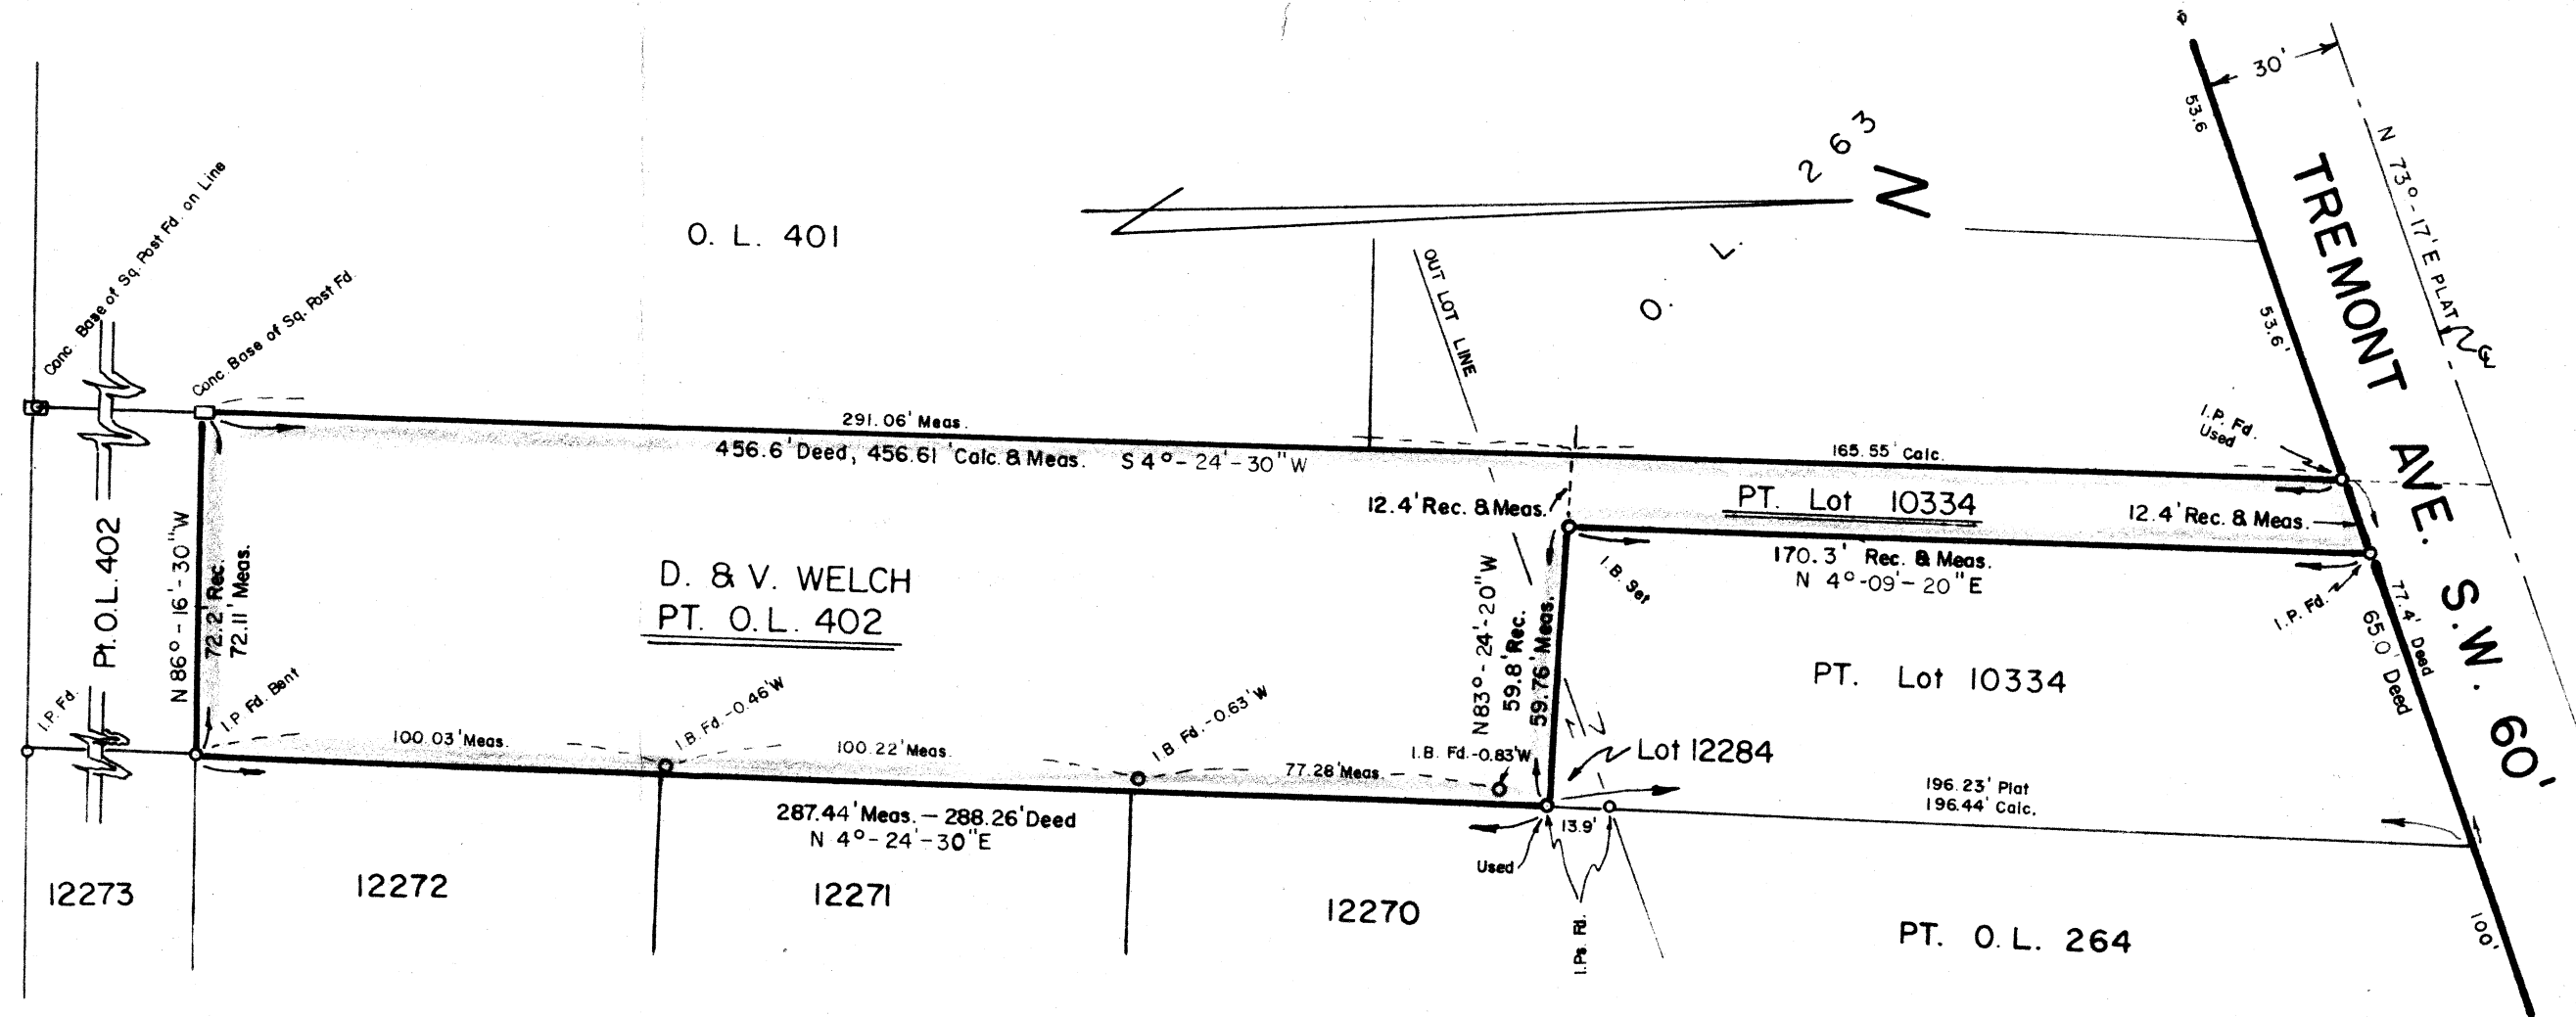 Conc. Base of Sq. Post Fd. on Line
Conc. Base of Sq. Post Fd.
O. L. 401
O. L. 263
N
OUT LOT LINE
30'
53.6
53.6'
N 73°-17' E PLAT
TREMONT AVE. S.W. 60'
291.06' Meas.
456.6' Deed, 456.61' Calc. & Meas. S 4°-24'-30" W
165.55' Calc.
I.P. Fd.
Used
12.4' Rec. & Meas.
PT. Lot 10334
12.4' Rec. & Meas.
170.3' Rec. & Meas.
N 4°-09'-20" E
I.B. Set
I.P. Fd.
77.4' Deed
65.0' Deed
Pt. O.L. 402
N 86°-16'-30" W
72.2 Rec.
72.11' Meas.
D. & V. WELCH
PT. O.L. 402
N 83°-24'-20" W
59.8' Rec.
59.76' Meas.
PT. Lot 10334
I.P. Fd.
I.P. Fd. Bent
100.03' Meas.
I.B. Fd.-0.46' W
100.22' Meas.
I.B. Fd.-0.63' W
77.28' Meas.
I.B. Fd.-0.83' W
Lot 12284
196.23' Plat
196.44' Calc.
287.44' Meas. — 288.26' Deed
N 4°-24'-30" E
13.9'
Used
I.Ps. Fd.
12273
12272
12271
12270
PT. O.L. 264
100'